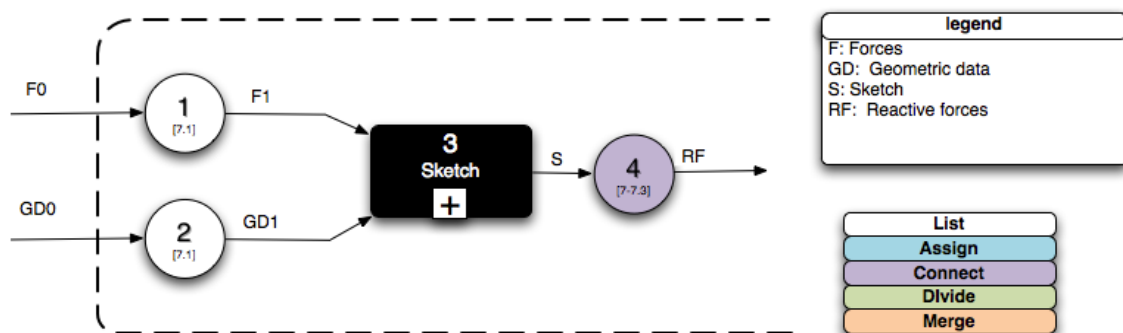 F0
1
[7.1]
F1
GD0
2
[7.1]
GD1
3
Sketch
+
S
4
[7-7.3]
RF
legend
F: Forces
GD: Geometric data
S: Sketch
RF: Reactive forces
List
Assign
Connect
DIvide
Merge